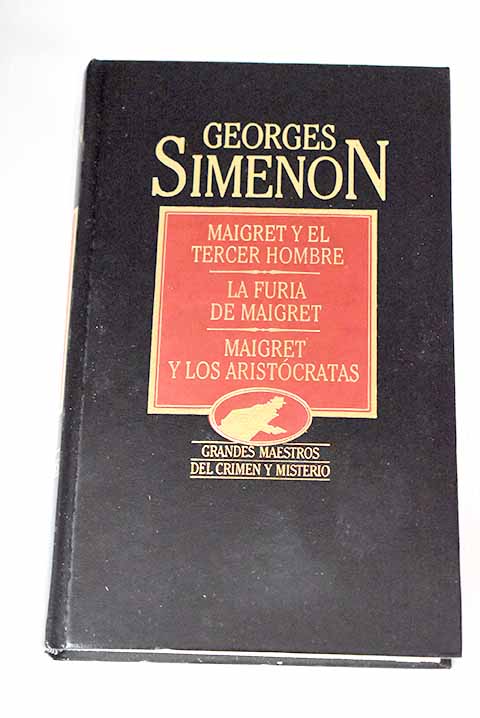 GEORGES
SIMENON
MAIGRET Y EL
TERCER HOMBRE
LA FURIA
DE MAIGRET
MAIGRET
Y LOS ARISTÓCRATAS
GRANDES MAESTROS
DEL CRIMEN Y MISTERIO